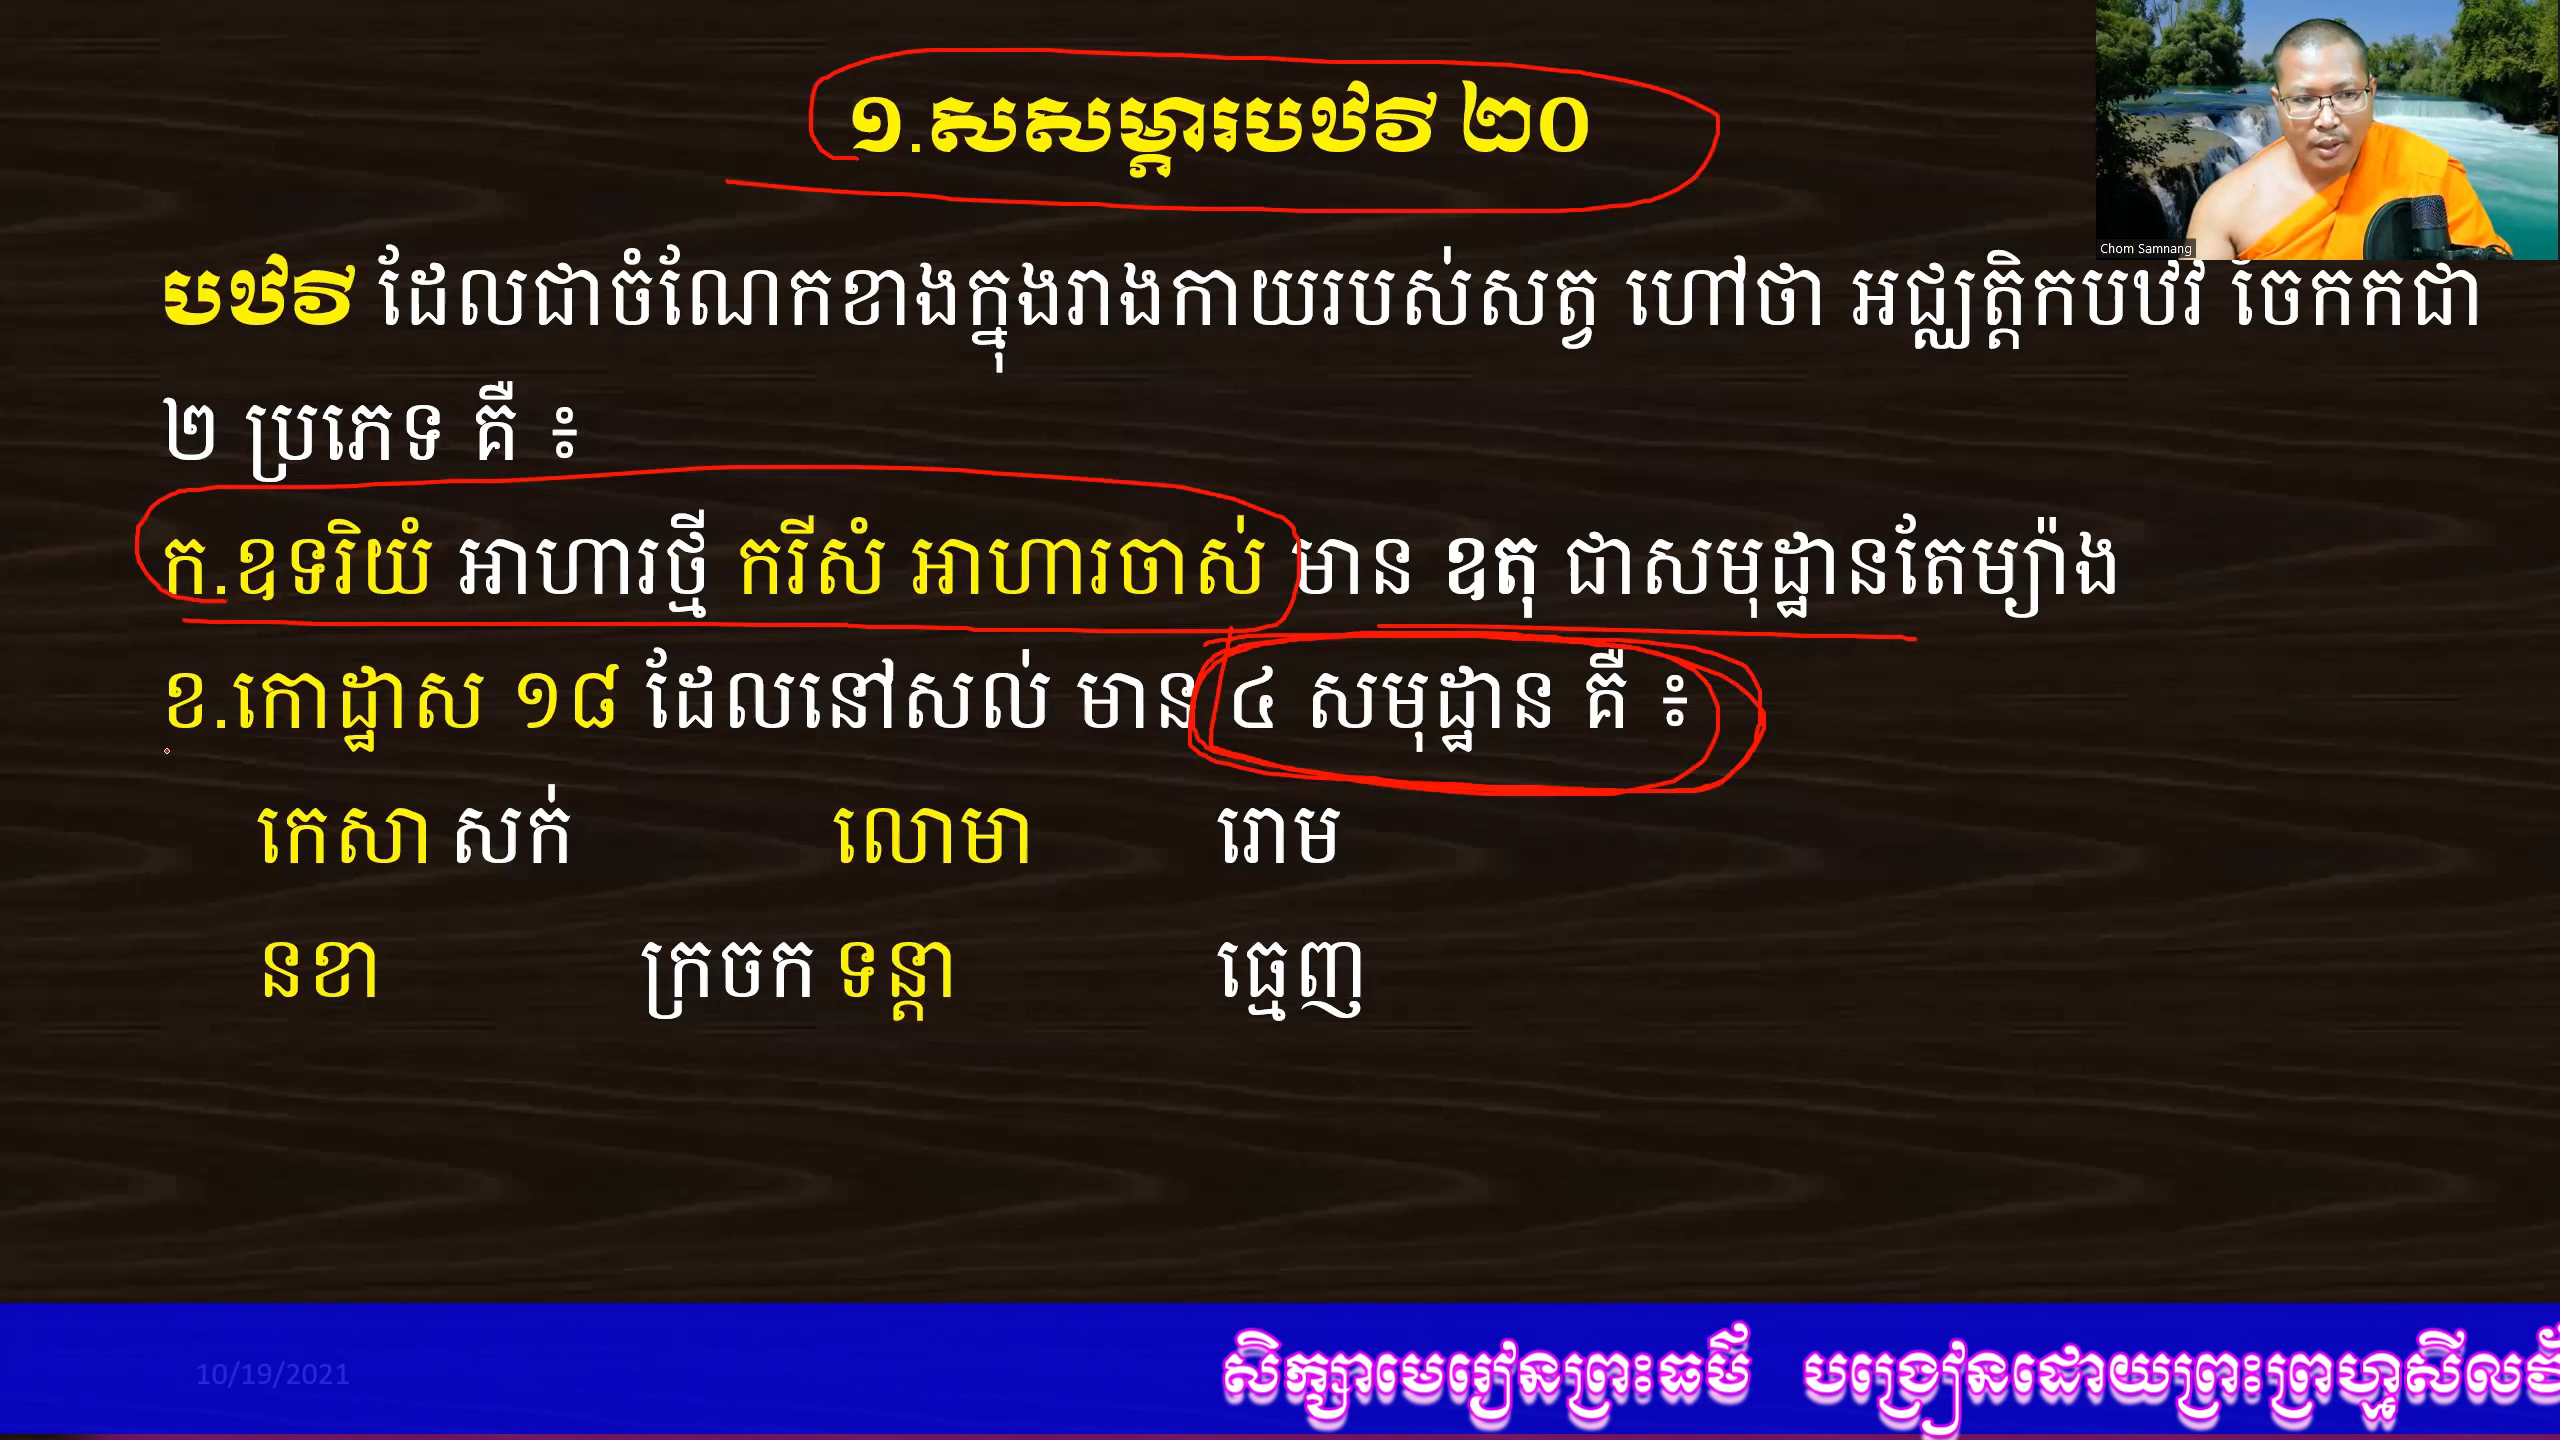 ១.សសម្ភារបឋវី ២០
Chom Samnang
បឋវី ដែលជាចំណែកខាងក្នុងរាងកាយរបស់សត្វ ហៅថា អជ្ឈត្តិកបឋវី ចែកកជា
២ ប្រភេទ គឺ ៖
ក.ឧទរិយំ អាហារថ្មី ករីសំ អាហារចាស់ មាន ឧតុ ជាសមុដ្ឋានតែម្យ៉ាង
ខ.កោដ្ឋាស ១៨ ដែលនៅសល់ មាន ៤ សមុដ្ឋាន គឺ ៖
កេសា សក់ លោមា រោម
នខា ក្រចក ទន្តា ធ្មេញ
10/19/2021
សិក្សាមេរៀនព្រះធម៌ បង្រៀនដោយព្រះព្រហ្មសីល